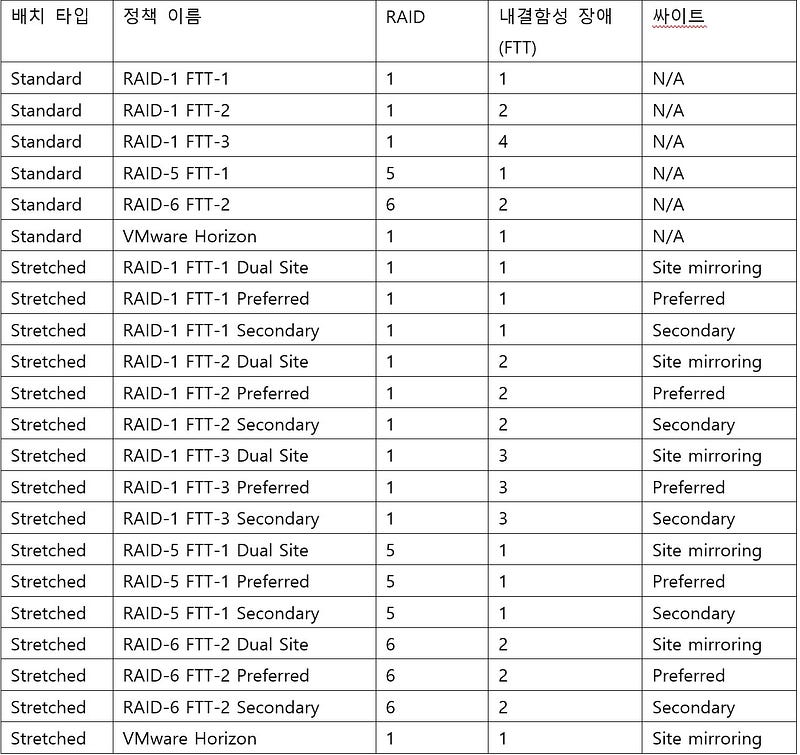 배치 타입 정책 이름 RAID 내결함성 장애 싸이트
(FTT)
Standard RAID-1 FTT-1 1 1 N/A
Standard RAID-1 FTT-2 1 2 N/A
Standard RAID-1 FTT-3 1 4 N/A
Standard RAID-5 FTT-1 5 1 N/A
Standard RAID-6 FTT-2 6 2 N/A
Standard VMware Horizon 1 1 N/A
Stretched RAID-1 FTT-1 Dual Site 1 1 Site mirroring
Stretched RAID-1 FTT-1 Preferred 1 1 Preferred
Stretched RAID-1 FTT-1 Secondary 1 1 Secondary
Stretched RAID-1 FTT-2 Dual Site 1 2 Site mirroring
Stretched RAID-1 FTT-2 Preferred 1 2 Preferred
Stretched RAID-1 FTT-2 Secondary 1 2 Secondary
Stretched RAID-1 FTT-3 Dual Site 1 3 Site mirroring
Stretched RAID-1 FTT-3 Preferred 1 3 Preferred
Stretched RAID-1 FTT-3 Secondary 1 3 Secondary
Stretched RAID-5 FTT-1 Dual Site 5 1 Site mirroring
Stretched RAID-5 FTT-1 Preferred 5 1 Preferred
Stretched RAID-5 FTT-1 Secondary 5 1 Secondary
Stretched RAID-6 FTT-2 Dual Site 6 2 Site mirroring
Stretched RAID-6 FTT-2 Preferred 6 2 Preferred
Stretched RAID-6 FTT-2 Secondary 6 2 Secondary
Stretched VMware Horizon 1 1 Site mirroring